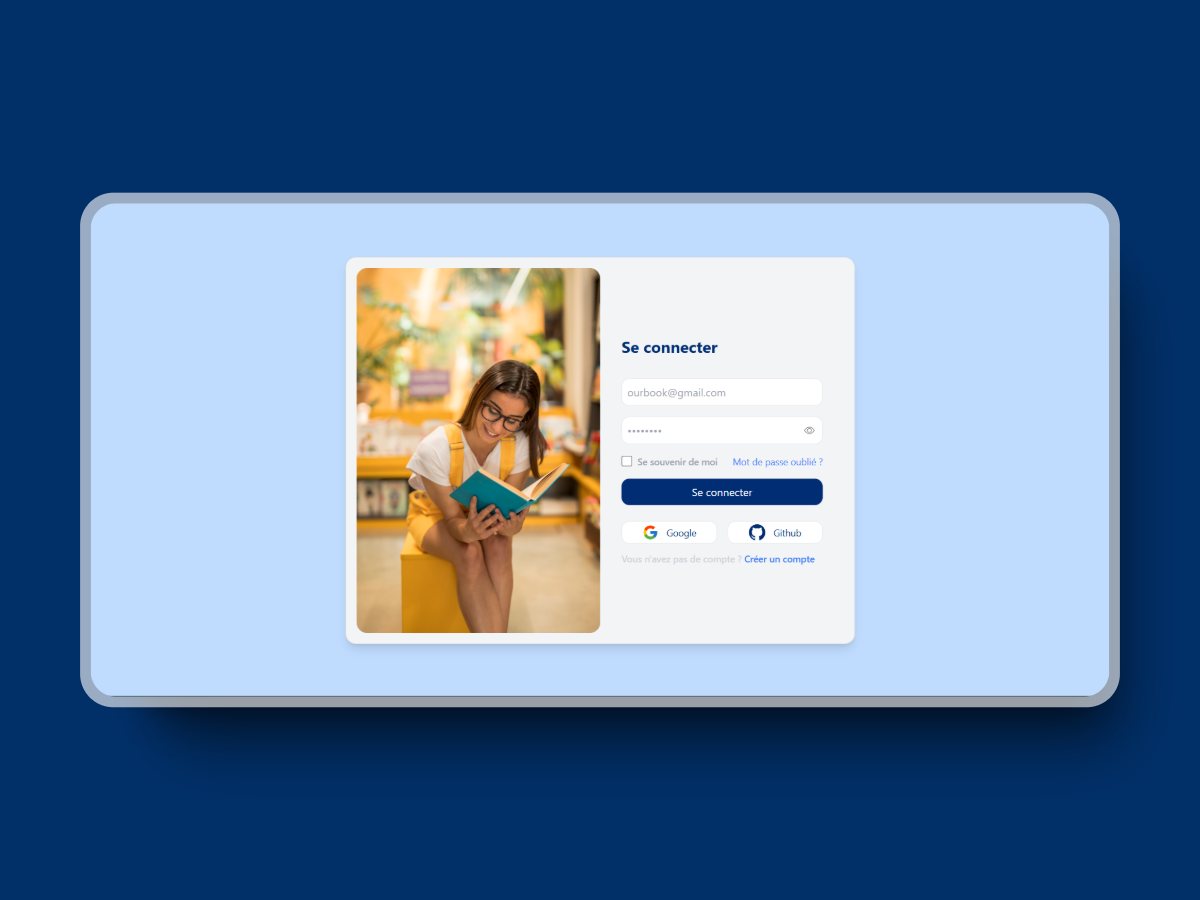 Se connecter
ourbook@gmail.com
••••••••
Se souvenir de moi
Mot de passe oublié ?
Se connecter
Google
Github
Vous n'avez pas de compte ? Créer un compte